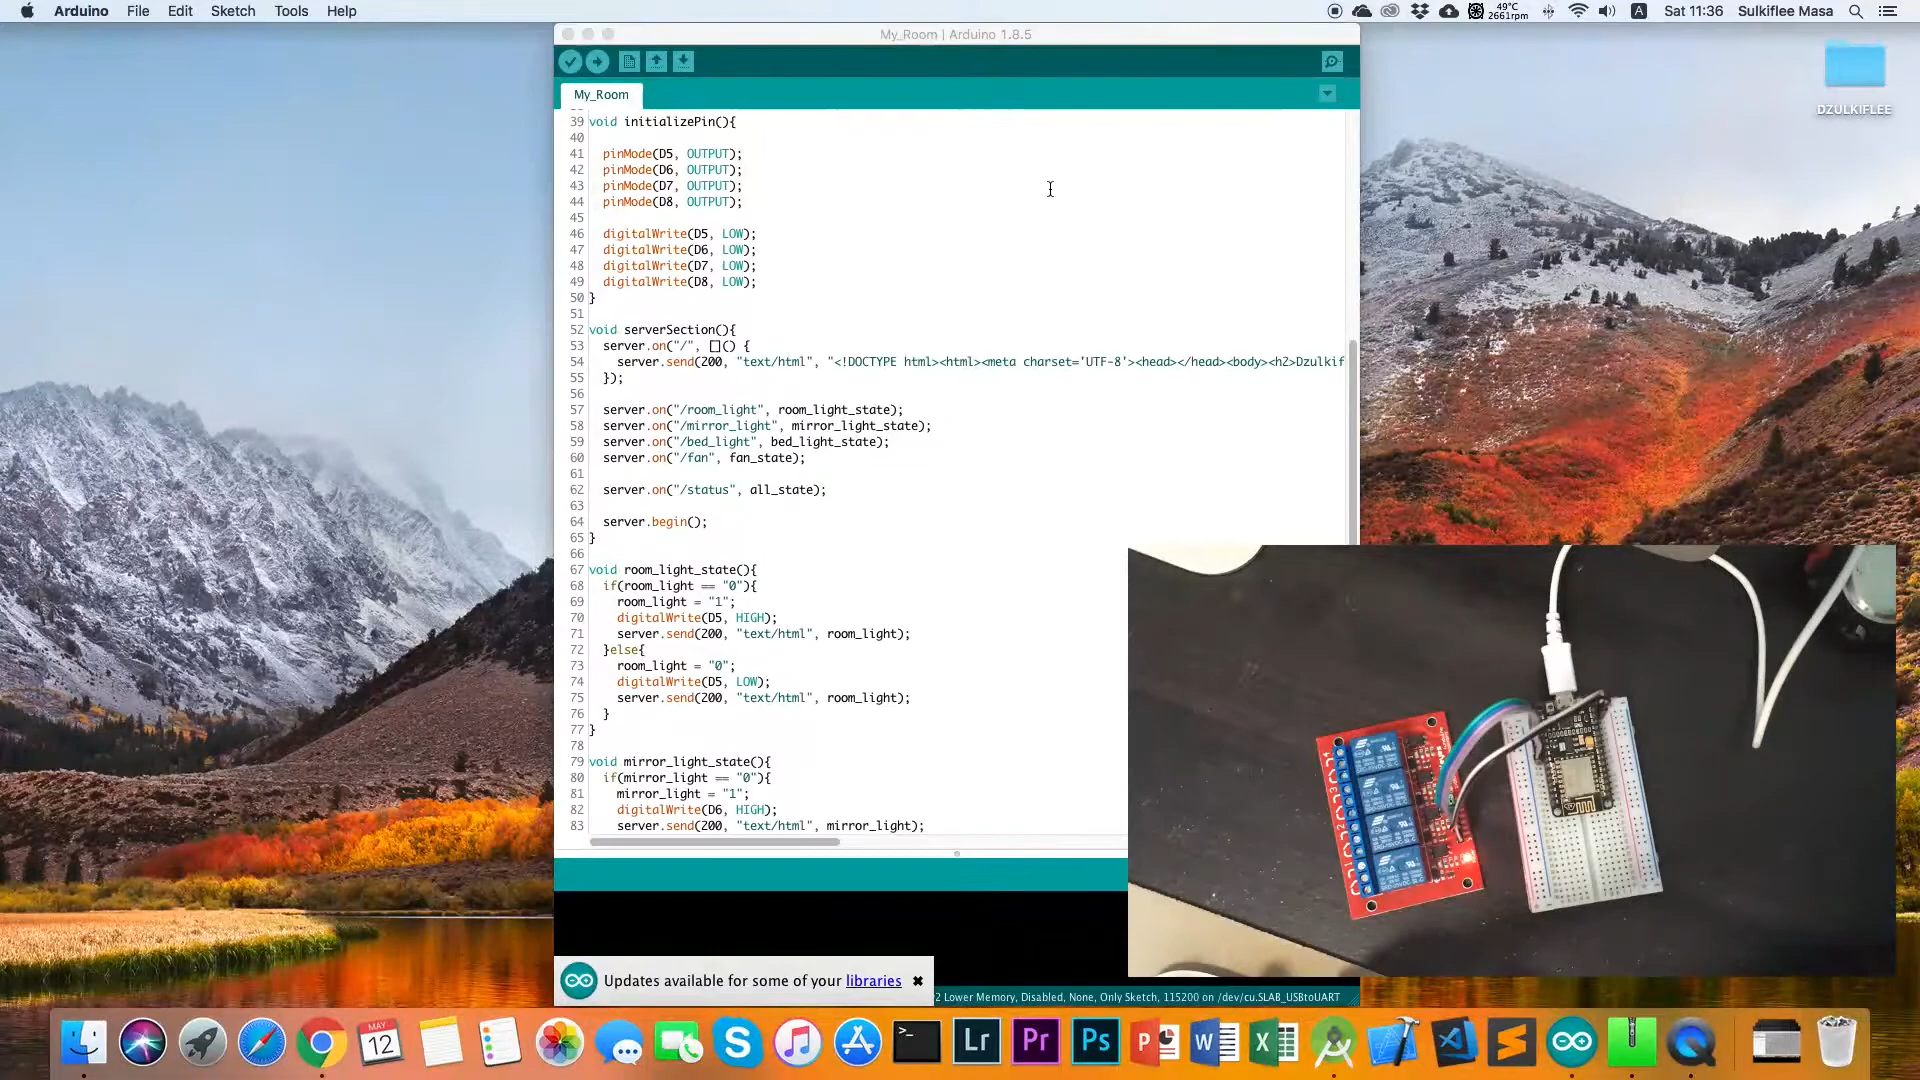 Arduino File Edit Sketch Tools Help
49°C
2661rpm
A
Sat 11:36 Sulkiflee Masa
My_Room | Arduino 1.8.5
DZULKIFLEE
My_Room
39 void initializePin(){
40
41 pinMode(D5, OUTPUT);
42 pinMode(D6, OUTPUT);
43 pinMode(D7, OUTPUT);
44 pinMode(D8, OUTPUT);
45
46 digitalWrite(D5, LOW);
47 digitalWrite(D6, LOW);
48 digitalWrite(D7, LOW);
49 digitalWrite(D8, LOW);
50 }
51
52 void serverSection(){
53 server.on("/", []() {
54 server.send(200, "text/html", "<!DOCTYPE html><html><meta charset='UTF-8'><head></head><body><h2>Dzulkif
55 });
56
57 server.on("/room_light", room_light_state);
58 server.on("/mirror_light", mirror_light_state);
59 server.on("/bed_light", bed_light_state);
60 server.on("/fan", fan_state);
61
62 server.on("/status", all_state);
63
64 server.begin();
65 }
66
67 void room_light_state(){
68 if(room_light == "0"){
69 room_light = "1";
70 digitalWrite(D5, HIGH);
71 server.send(200, "text/html", room_light);
72 }else{
73 room_light = "0";
74 digitalWrite(D5, LOW);
75 server.send(200, "text/html", room_light);
76 }
77 }
78
79 void mirror_light_state(){
80 if(mirror_light == "0"){
81 mirror_light = "1";
82 digitalWrite(D6, HIGH);
83 server.send(200, "text/html", mirror_light);
Updates available for some of your libraries ✖
2 Lower Memory, Disabled, None, Only Sketch, 115200 on /dev/cu.SLAB_USBtoUART
MAY
12
Lr
Pr
Ps